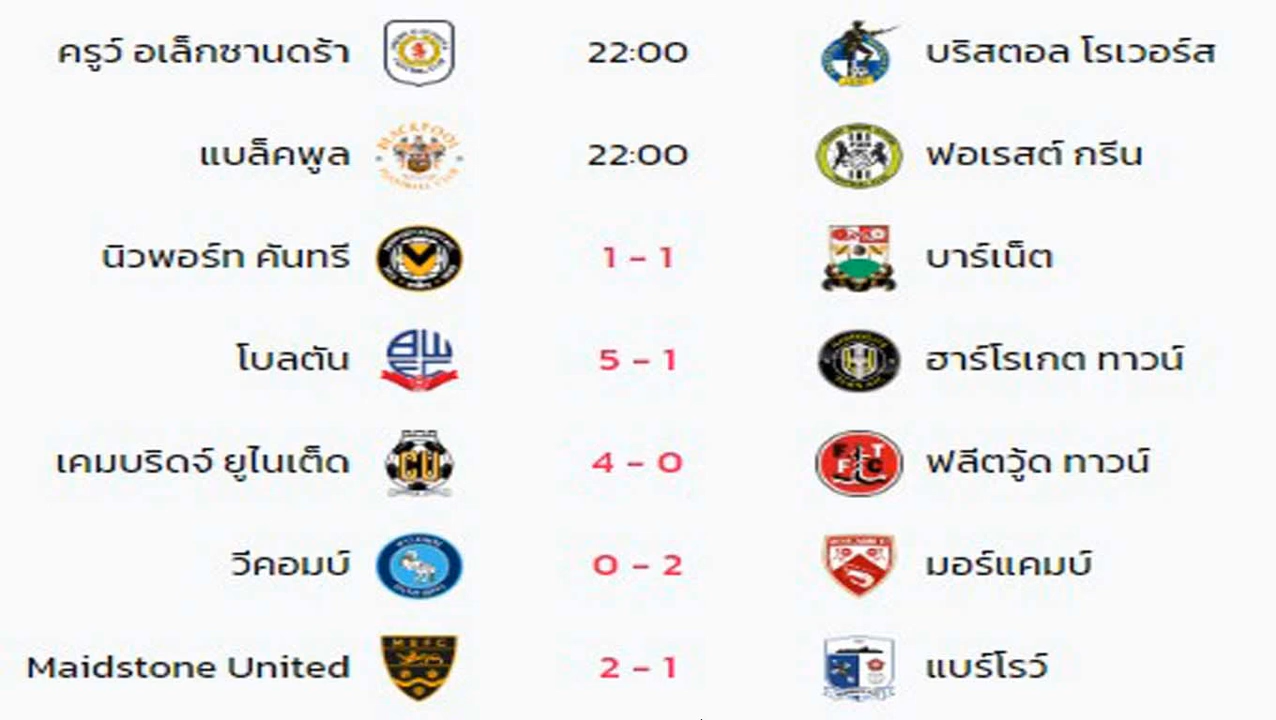 ครูว์ อเล็กซานดร้า 22:00 บริสตอล โรเวอร์ส
แบล็คพูล 22:00 ฟอเรสต์ กรีน
นิวพอร์ท คันทรี 1 - 1 บาร์เน็ต
โบลตัน 5 - 1 ฮาร์โรเกต ทาวน์
เคมบริดจ์ ยูไนเต็ด 4 - 0 ฟลีตวู้ด ทาวน์
วีคอมบ์ 0 - 2 มอร์แคมบ์
Maidstone United 2 - 1 แบร์โรว์